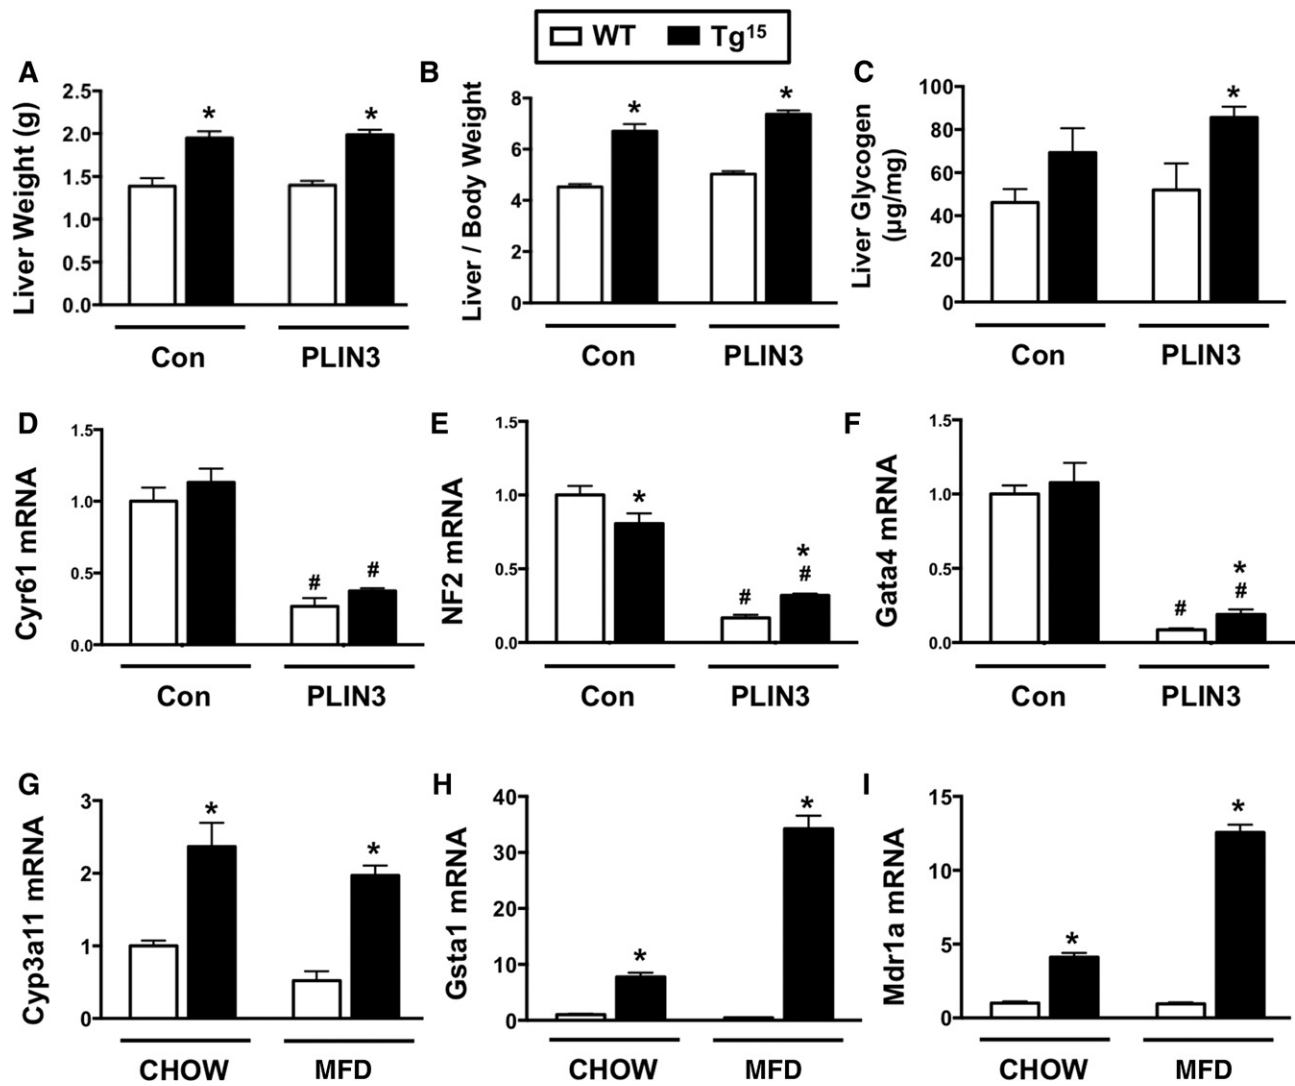 WT Tg¹⁵
A B C
Liver Weight (g)
2.5
2.0
1.5
1.0
0.5
0.0
* *
Con PLIN3
Liver / Body Weight
8
6
4
2
0
* *
Con PLIN3
Liver Glycogen
(µg/mg)
100
80
60
40
20
0
*
Con PLIN3
D E F
Cyr61 mRNA
1.5
1.0
0.5
0.0
# #
Con PLIN3
NF2 mRNA
1.5
1.0
0.5
0.0
* *
# #
Con PLIN3
Gata4 mRNA
1.5
1.0
0.5
0.0
*
# #
Con PLIN3
G H I
Cyp3a11 mRNA
3
2
1
0
* *
CHOW MFD
Gsta1 mRNA
40
30
20
10
0
* *
CHOW MFD
Mdr1a mRNA
15
10
5
0
* *
CHOW MFD